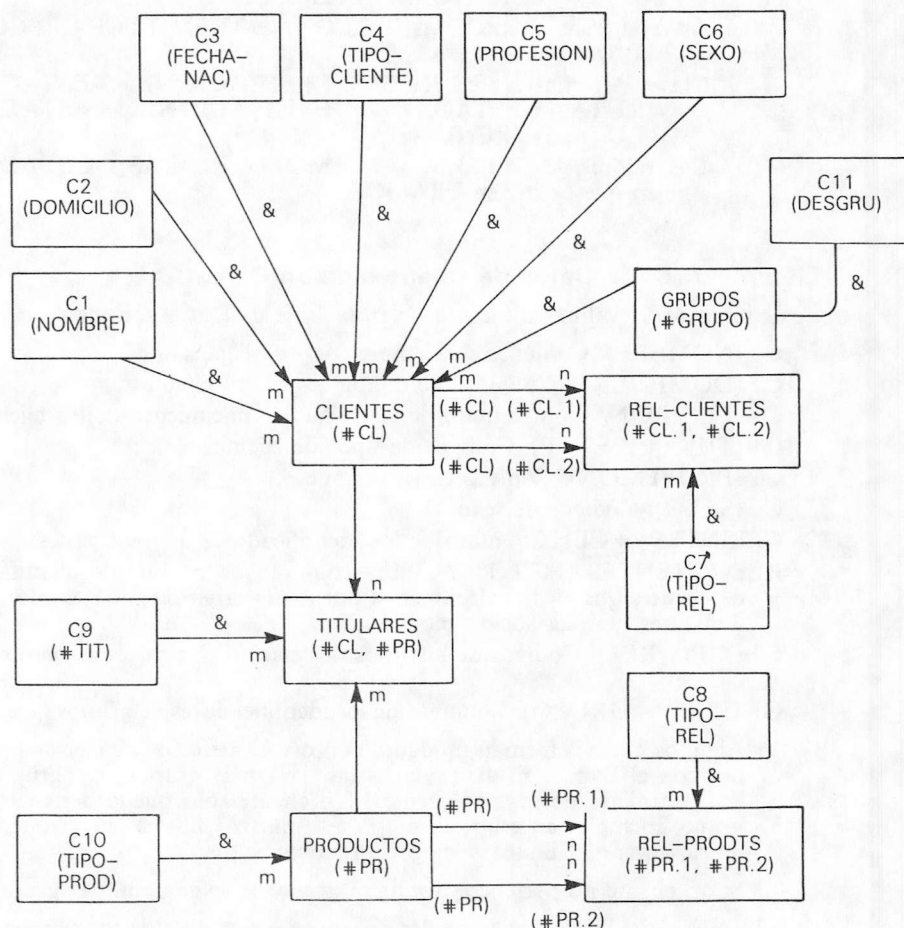 C3
(FECHA-
NAC)
C4
(TIPO-
CLIENTE)
C5
(PROFESION)
C6
(SEXO)
C2
(DOMICILIO)
C11
(DESGRU)
&
&
&
&
&
&
C1
(NOMBRE)
GRUPOS
(#GRUPO)
&
&
m
m
m
m
m
m
m
m
n
CLIENTES
(#CL)
(#CL)
(#CL.1)
n
(#CL)
(#CL.2)
REL-CLIENTES
(#CL.1, #CL.2)
m
&
C7
(TIPO-
REL)
n
C9
(#TIT)
&
m
TITULARES
(#CL, #PR)
m
C8
(TIPO-
REL)
&
m
C10
(TIPO-
PROD)
&
m
PRODUCTOS
(#PR)
(#PR)
(#PR.1)
n
n
(#PR)
(#PR.2)
REL-PRODTS
(#PR.1, #PR.2)